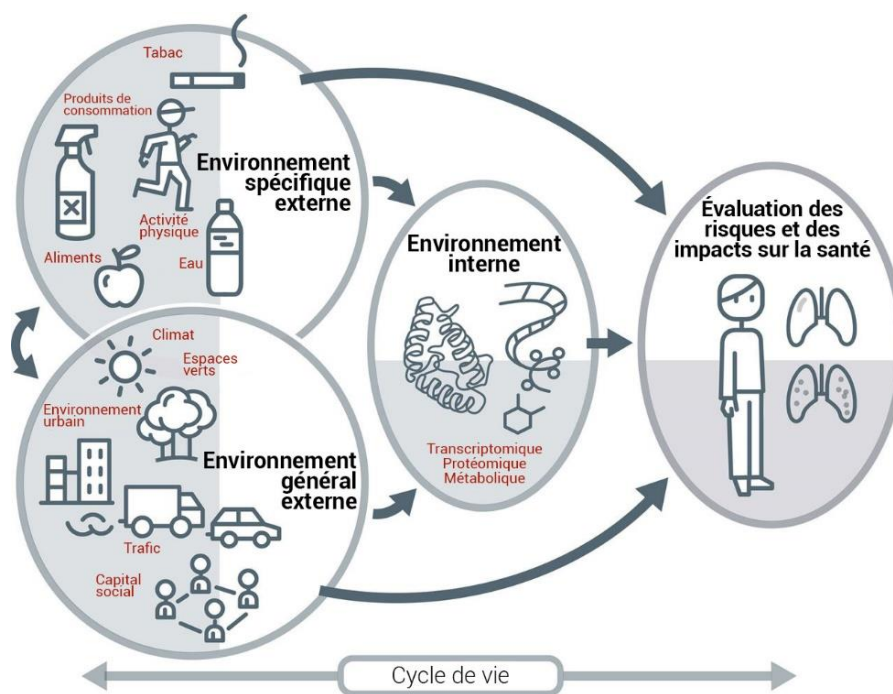 Tabac
Produits de
consommation
Environnement
spécifique
externe
Activité
physique
Aliments
Eau
Climat
Espaces
verts
Environnement
urbain
Environnement
général
externe
Trafic
Capital
social
Environnement
interne
Transcriptomique
Protéomique
Métabolique
Évaluation des
risques et des
impacts sur la santé
Cycle de vie